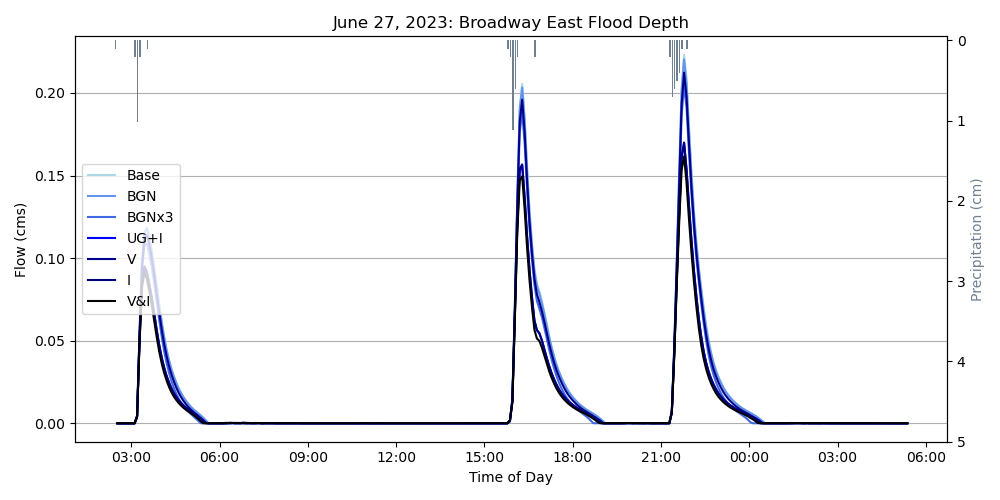 June 27, 2023: Broadway East Flood Depth
0.20
0.15
0.10
0.05
0.00
Flow (cms)
Base
BGN
BGNx3
UG+I
V
I
V&I
0
1
2
3
4
5
Precipitation (cm)
03:00 06:00 09:00 12:00 15:00 18:00 21:00 00:00 03:00 06:00
Time of Day